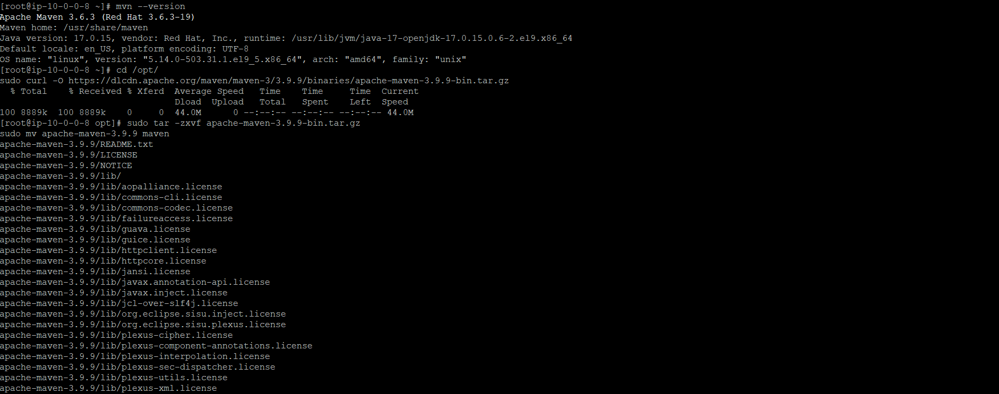 [root@ip-10-0-0-8 ~]# mvn --version
Apache Maven 3.6.3 (Red Hat 3.6.3-19)
Maven home: /usr/share/maven
Java version: 17.0.15, vendor: Red Hat, Inc., runtime: /usr/lib/jvm/java-17-openjdk-17.0.15.0.6-2.el9.x86_64
Default locale: en_US, platform encoding: UTF-8
OS name: "linux", version: "5.14.0-503.31.1.el9_5.x86_64", arch: "amd64", family: "unix"
[root@ip-10-0-0-8 ~]# cd /opt/
sudo curl -O https://dlcdn.apache.org/maven/maven-3/3.9.9/binaries/apache-maven-3.9.9-bin.tar.gz
  % Total    % Received % Xferd  Average Speed   Time    Time     Time  Current
                                 Dload  Upload   Total   Spent    Left  Speed
100 8889k  100 8889k    0     0  44.0M      0 --:--:-- --:--:-- --:--:-- 44.0M
[root@ip-10-0-0-8 opt]# sudo tar -zxvf apache-maven-3.9.9-bin.tar.gz
sudo mv apache-maven-3.9.9 maven
apache-maven-3.9.9/README.txt
apache-maven-3.9.9/LICENSE
apache-maven-3.9.9/NOTICE
apache-maven-3.9.9/lib/
apache-maven-3.9.9/lib/aopalliance.license
apache-maven-3.9.9/lib/commons-cli.license
apache-maven-3.9.9/lib/commons-codec.license
apache-maven-3.9.9/lib/failureaccess.license
apache-maven-3.9.9/lib/guava.license
apache-maven-3.9.9/lib/guice.license
apache-maven-3.9.9/lib/httpclient.license
apache-maven-3.9.9/lib/httpcore.license
apache-maven-3.9.9/lib/jansi.license
apache-maven-3.9.9/lib/javax.annotation-api.license
apache-maven-3.9.9/lib/javax.inject.license
apache-maven-3.9.9/lib/jcl-over-slf4j.license
apache-maven-3.9.9/lib/org.eclipse.sisu.inject.license
apache-maven-3.9.9/lib/org.eclipse.sisu.plexus.license
apache-maven-3.9.9/lib/plexus-cipher.license
apache-maven-3.9.9/lib/plexus-component-annotations.license
apache-maven-3.9.9/lib/plexus-interpolation.license
apache-maven-3.9.9/lib/plexus-sec-dispatcher.license
apache-maven-3.9.9/lib/plexus-utils.license
apache-maven-3.9.9/lib/plexus-xml.license